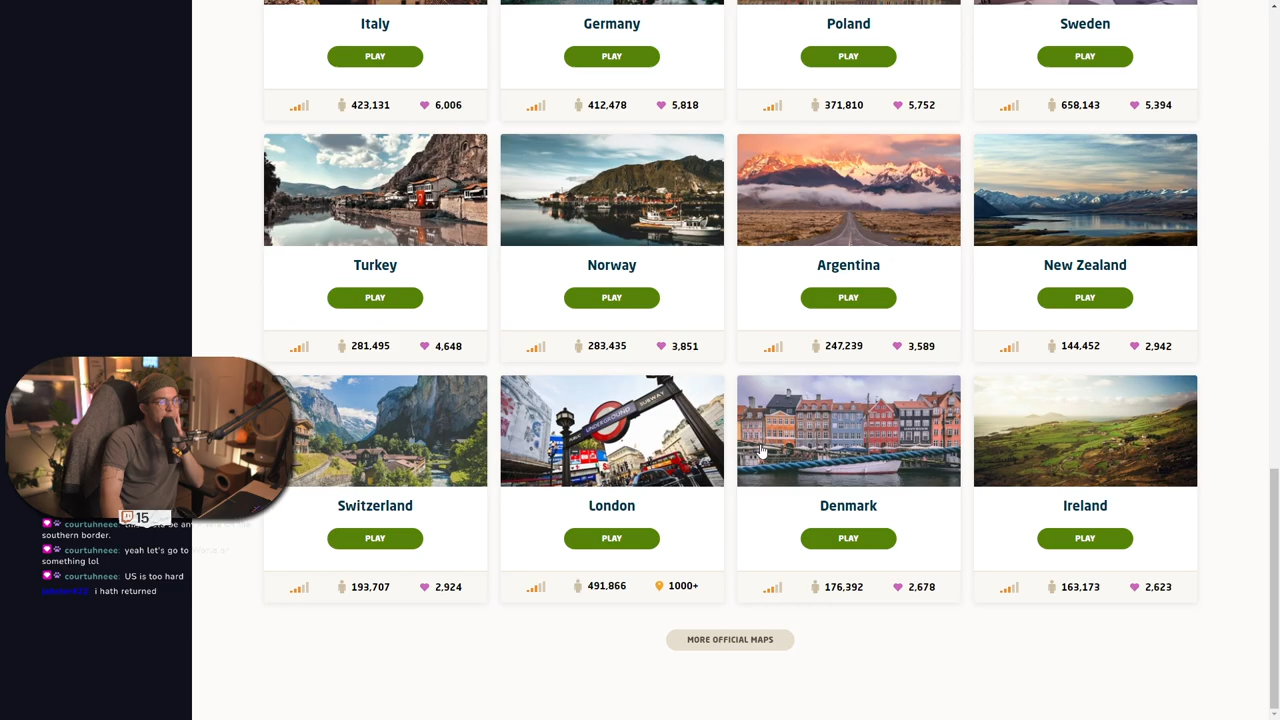 Italy
Germany
Poland
Sweden
PLAY
PLAY
PLAY
PLAY
423,131
6,006
412,478
5,818
371,810
5,752
658,143
5,394
Turkey
Norway
Argentina
New Zealand
PLAY
PLAY
PLAY
PLAY
281,495
4,648
283,435
3,851
247,239
3,589
144,452
2,942
UNDERGROUND
SUBWAY
Switzerland
London
Denmark
Ireland
PLAY
PLAY
PLAY
PLAY
193,707
2,924
491,866
1000+
176,392
2,678
163,173
2,623
MORE OFFICIAL MAPS
15
courtuhneee:
southern border.
courtuhneee: yeah let's go to
something lol
courtuhneee: US is too hard
i hath returned